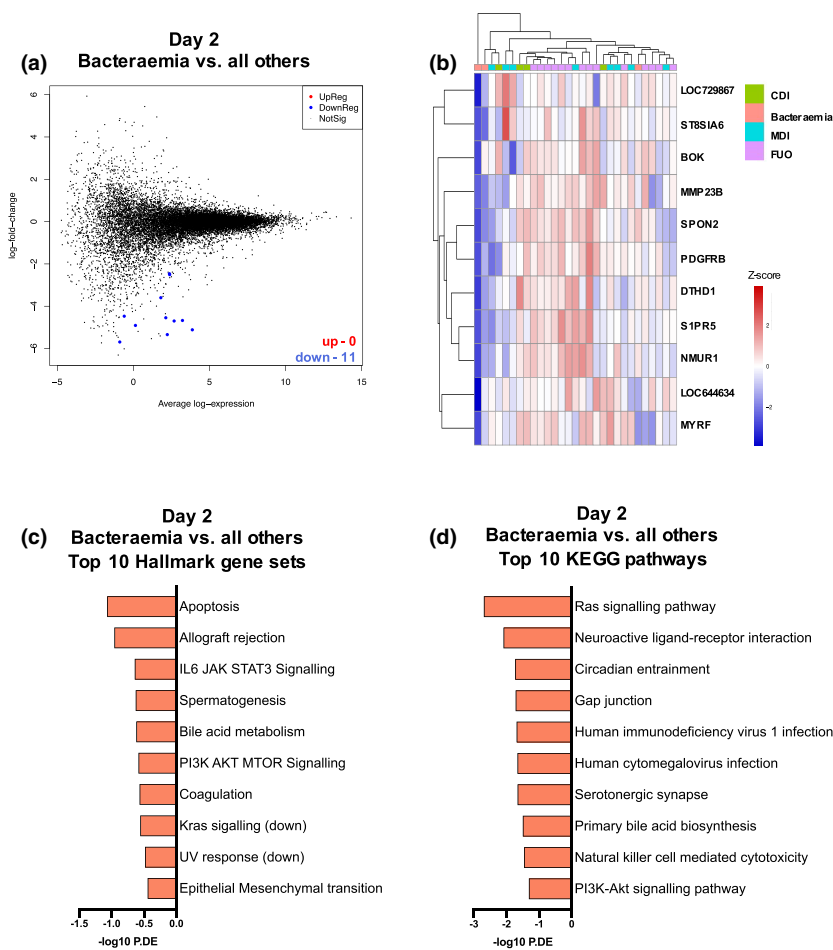 (a)
Day 2
Bacteraemia vs. all others
UpReg
DownReg
NotSig
6
4
2
0
−2
−4
−6
log−fold−change
up - 0
down - 11
−5
0
5
10
15
Average log−expression
(b)
LOC729867
ST8SIA6
BOK
MMP23B
SPON2
PDGFRB
DTHD1
S1PR5
NMUR1
LOC644634
MYRF
CDI
Bacteraemia
MDI
FUO
Z-score
2
0
−2
(c)
Day 2
Bacteraemia vs. all others
Top 10 Hallmark gene sets
Apoptosis
Allograft rejection
IL6 JAK STAT3 Signalling
Spermatogenesis
Bile acid metabolism
PI3K AKT MTOR Signalling
Coagulation
Kras sigalling (down)
UV response (down)
Epithelial Mesenchymal transition
-1.5
-1.0
-0.5
0.0
-log10 P.DE
(d)
Day 2
Bacteraemia vs. all others
Top 10 KEGG pathways
Ras signalling pathway
Neuroactive ligand-receptor interaction
Circadian entrainment
Gap junction
Human immunodeficiency virus 1 infection
Human cytomegalovirus infection
Serotonergic synapse
Primary bile acid biosynthesis
Natural killer cell mediated cytotoxicity
PI3K-Akt signalling pathway
-3
-2
-1
0
-log10 P.DE